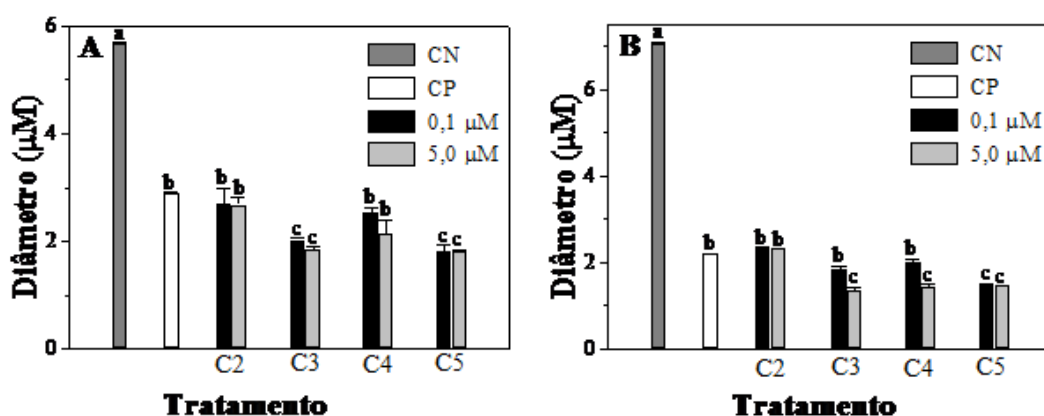 A
a
CN
CP
0,1 µM
5,0 µM
Diâmetro (µM)
6
4
2
0
b
b b
c c
b b
c c
C2 C3 C4 C5
Tratamento
B
a
CN
CP
0,1 µM
5,0 µM
Diâmetro (µM)
6
4
2
0
b
b b
b c
b c
c c
C2 C3 C4 C5
Tratamento